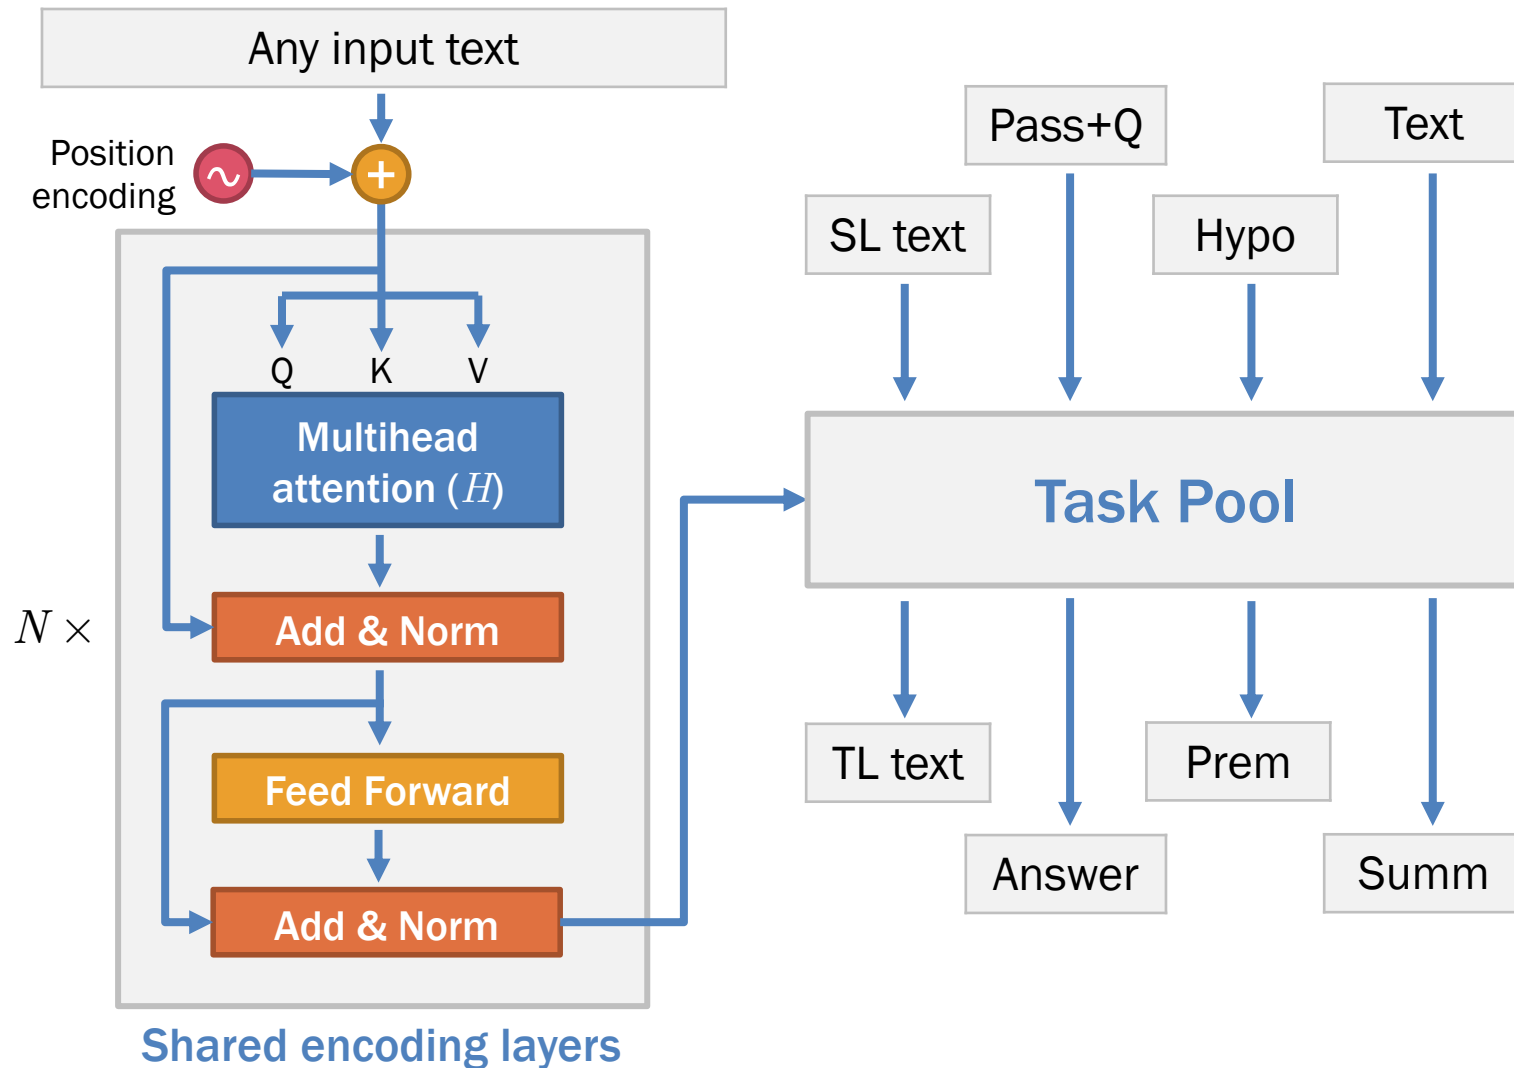 Any input text
Position
encoding
+
Q K V
Multihead
attention (H)
Add & Norm
N ×
Feed Forward
Add & Norm
Shared encoding layers
Pass+Q
Text
SL text
Hypo
Task Pool
TL text
Prem
Answer
Summ